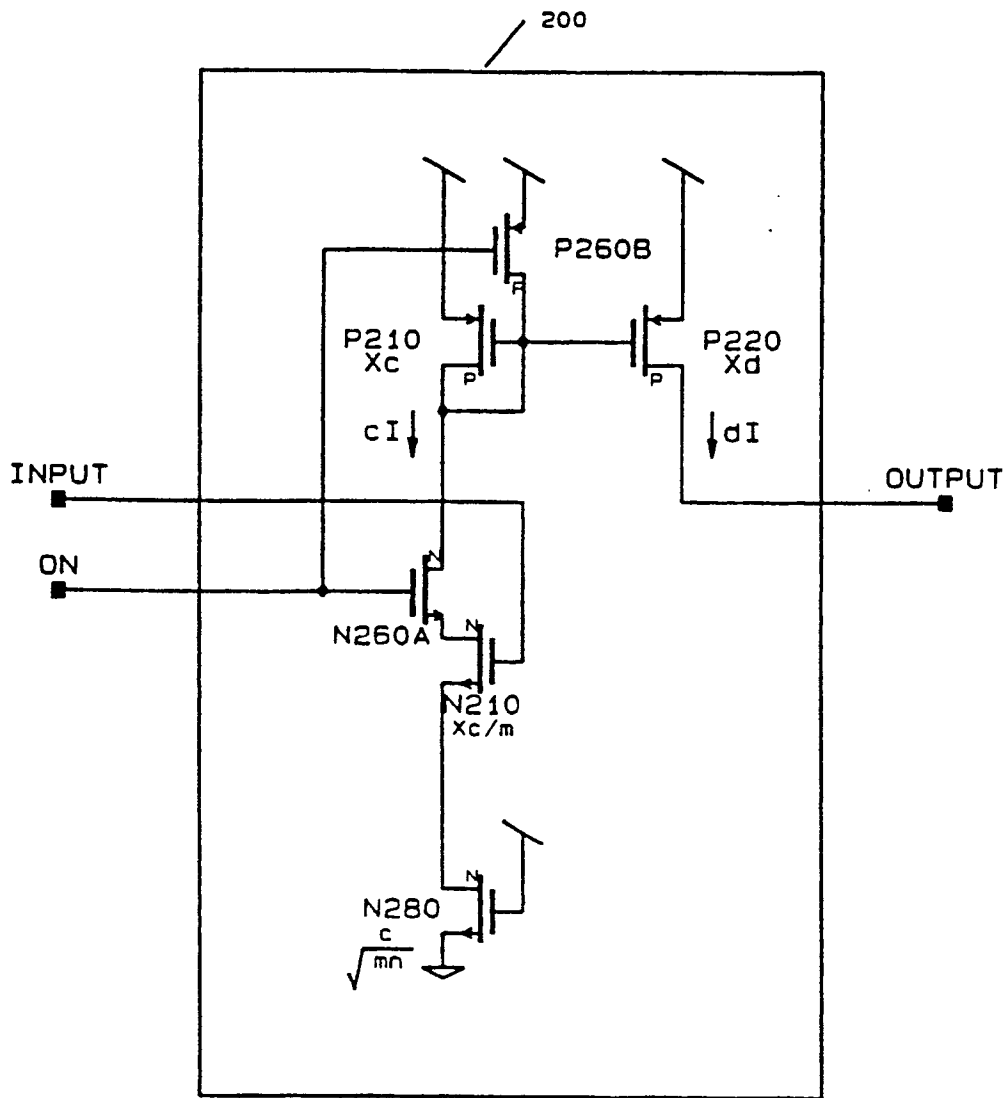 200
P260B
P
P210
Xc
P
P220
Xd
P
cI
dI
INPUT
OUTPUT
ON
N
N260A
N
N210
Xc/m
N
N280
√c/mn